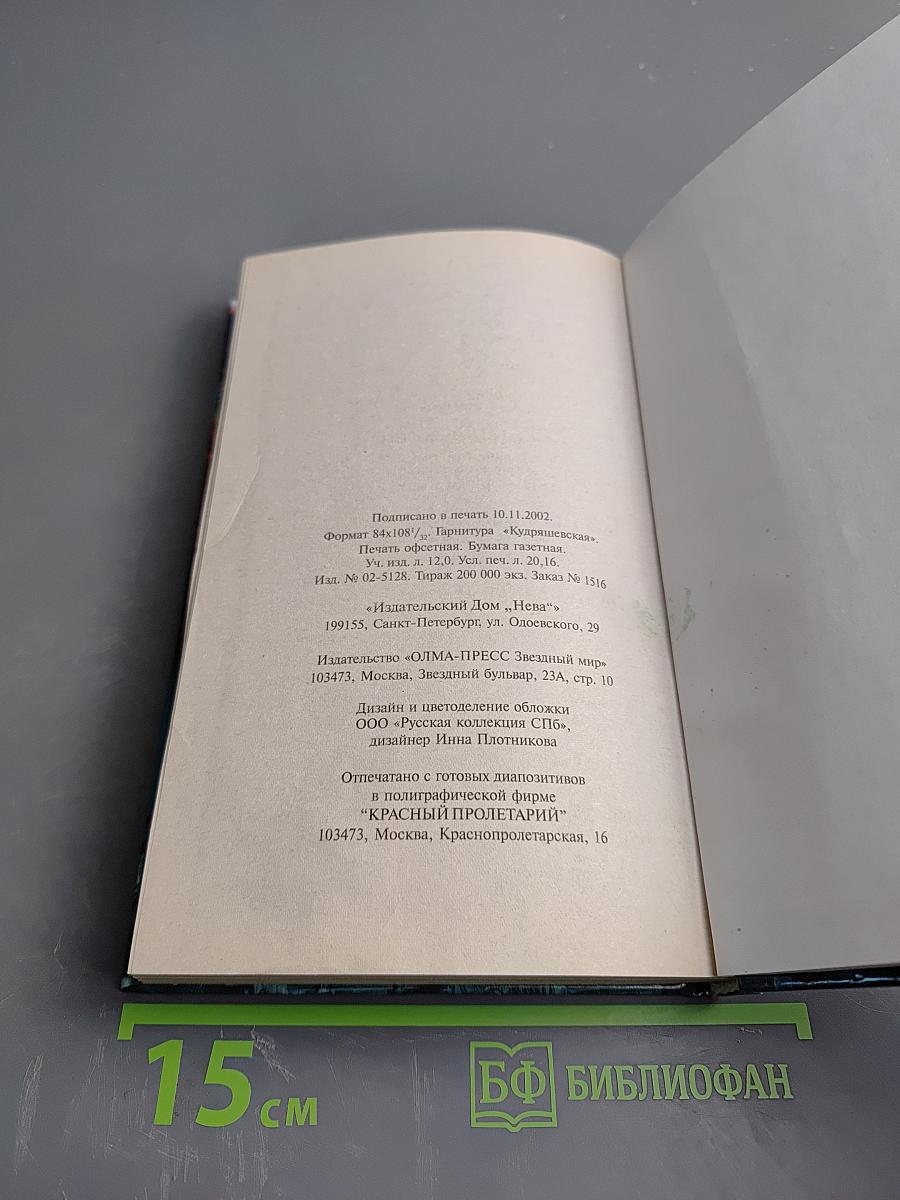 Подписано в печать 10.11.2002.
Формат 84х108¹/₃₂. Гарнитура «Кудряшевская».
Печать офсетная. Бумага газетная.
Уч. изд. л. 12,0. Усл. печ. л. 20,16.
Изд. № 02-5128. Тираж 200 000 экз. Заказ № 1516
«Издательский Дом „Нева“»
199155, Санкт-Петербург, ул. Одоевского, 29
Издательство «ОЛМА-ПРЕСС Звездный мир»
103473, Москва, Звездный бульвар, 23А, стр. 10
Дизайн и цветоделение обложки
ООО «Русская коллекция СПб»,
дизайнер Инна Плотникова
Отпечатано с готовых диапозитивов
в полиграфической фирме
“КРАСНЫЙ ПРОЛЕТАРИЙ”
103473, Москва, Краснопролетарская, 16
15 см
БФ БИБЛИОФАН